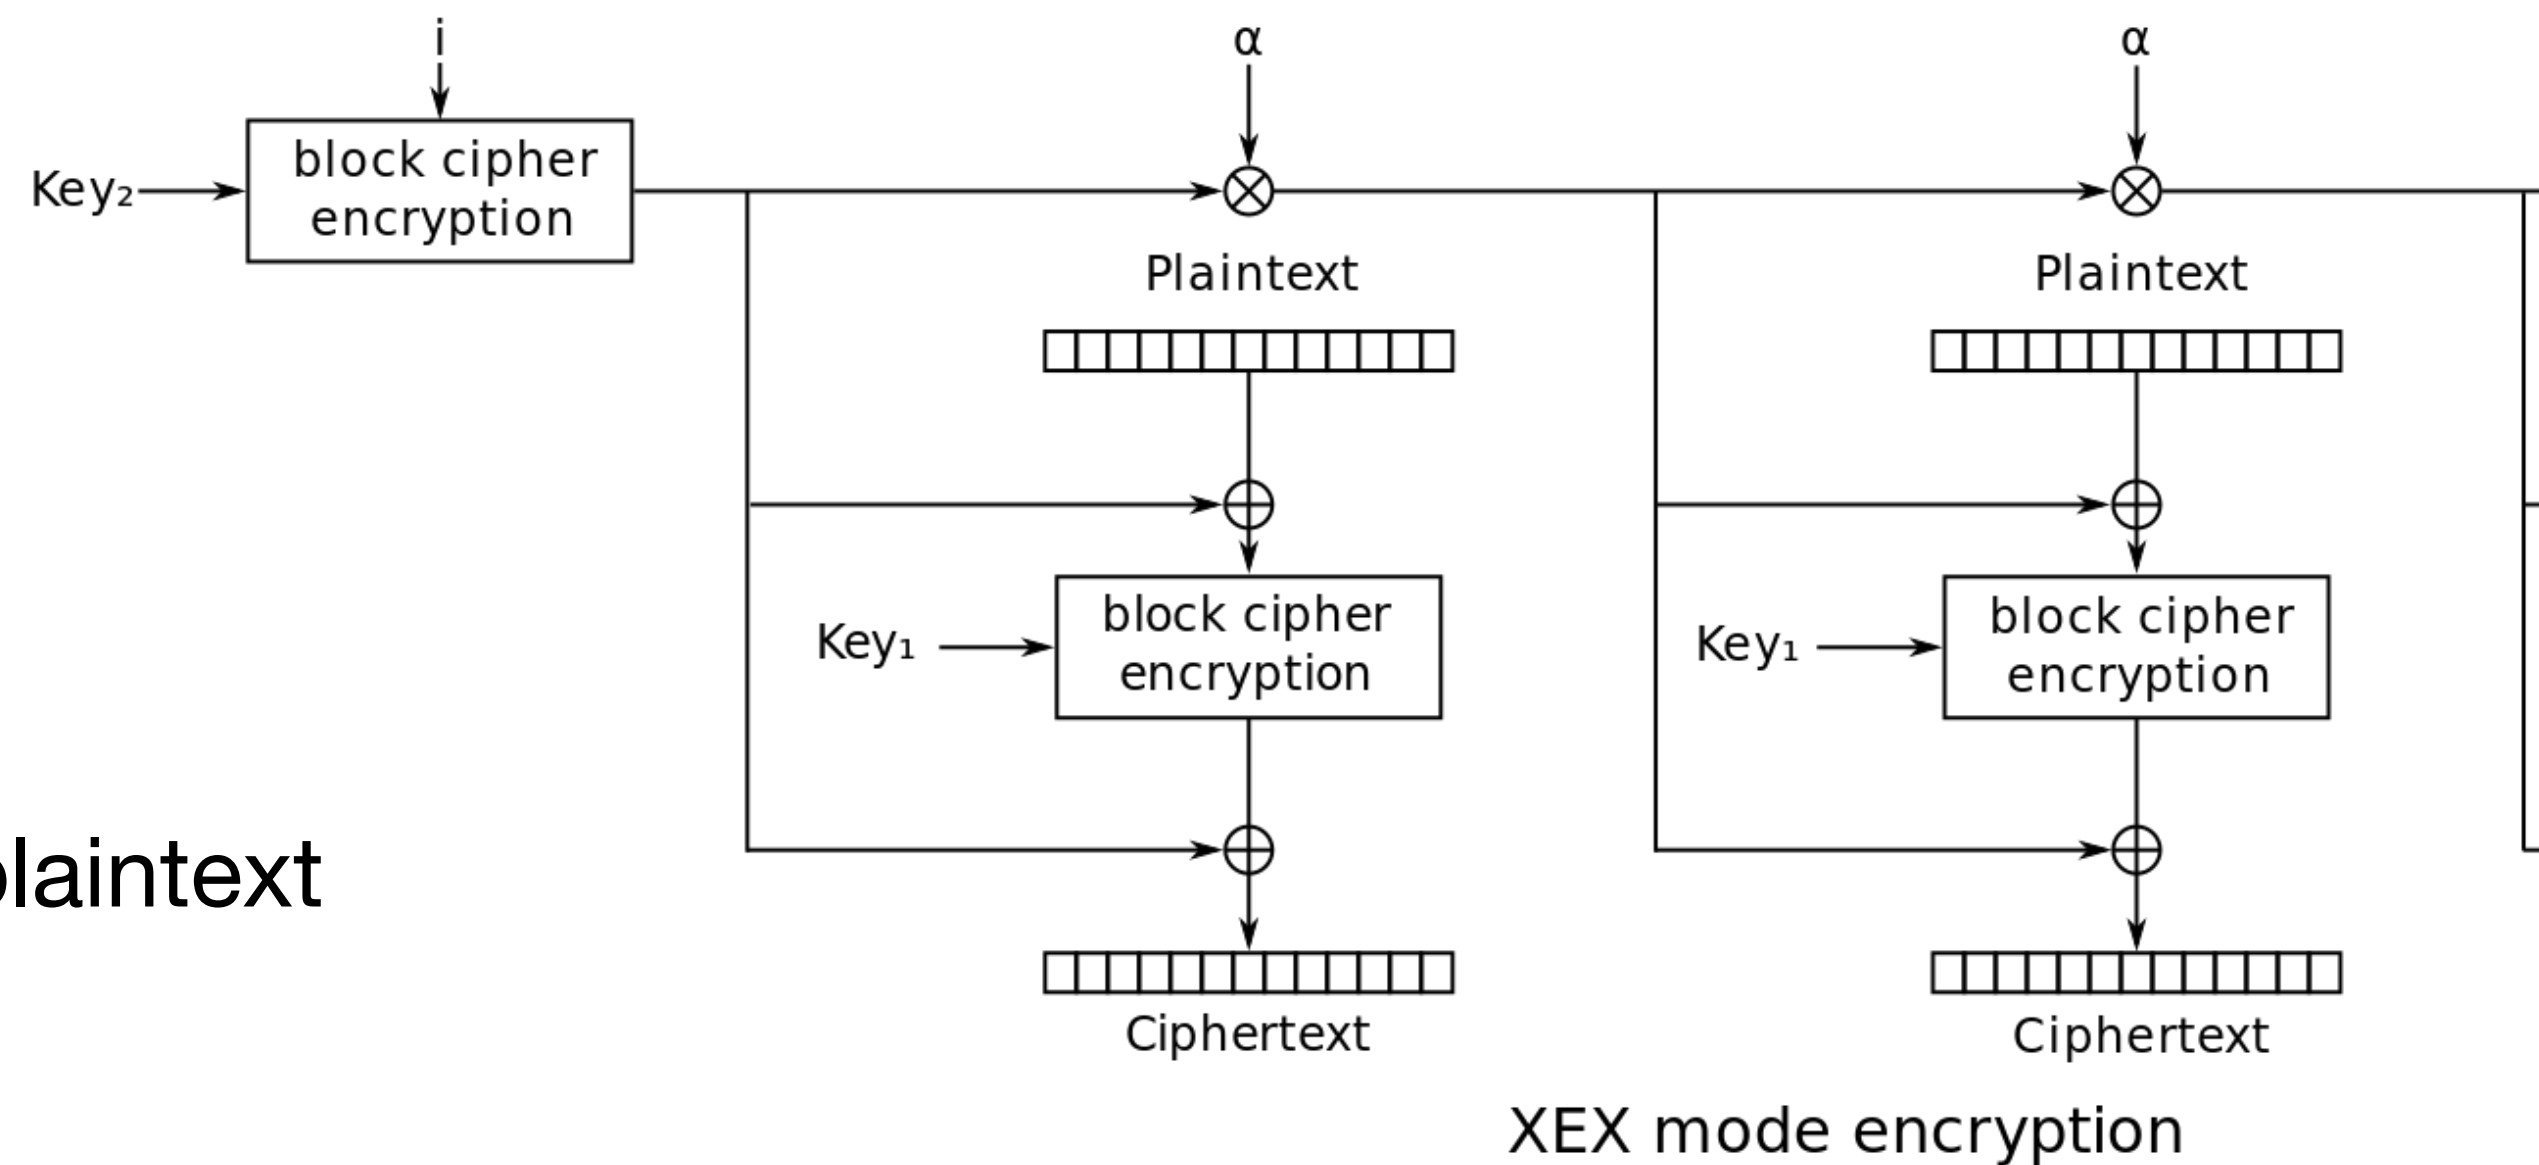 i
α
α
block cipher
encryption
Key₂
Plaintext
Plaintext
block cipher
encryption
Key₁
block cipher
encryption
Key₁
plaintext
Ciphertext
Ciphertext
XEX mode encryption